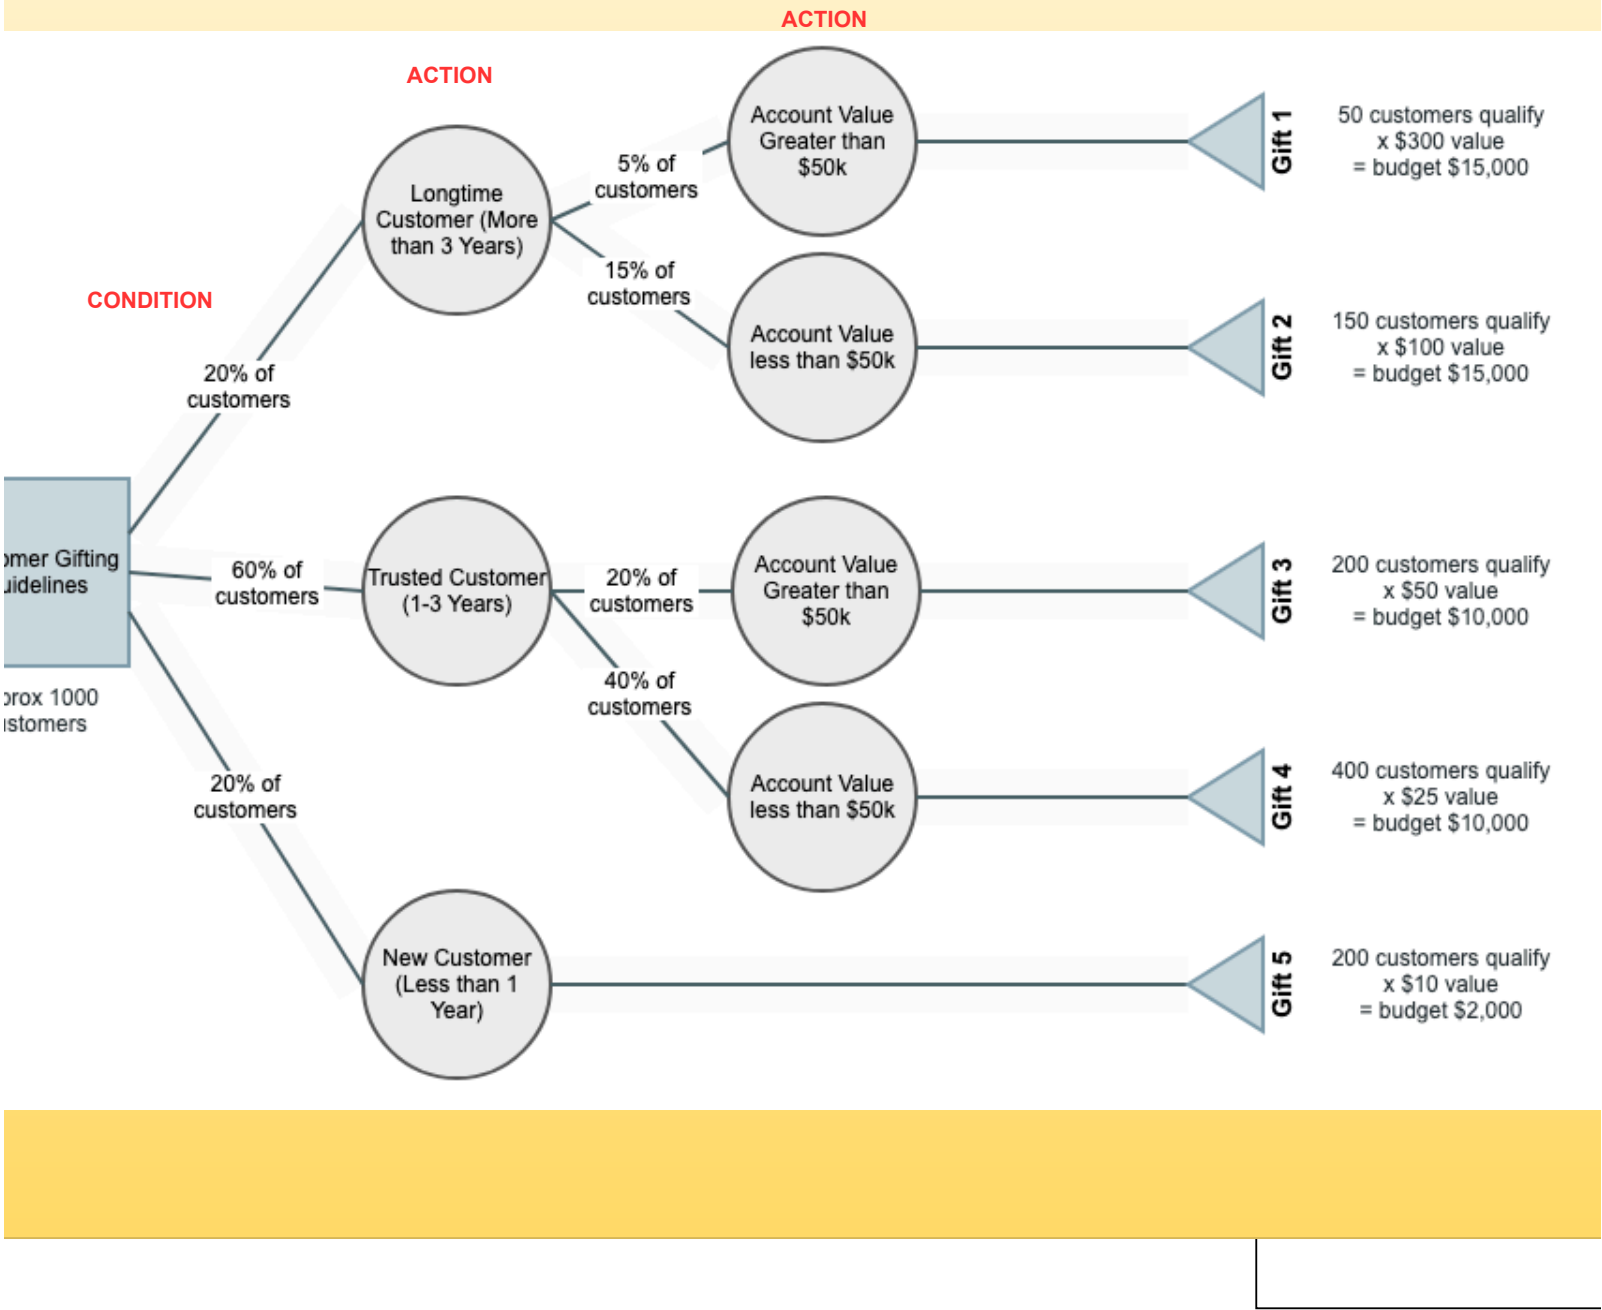 ACTION
ACTION
CONDITION
Longtime
Customer (More
than 3 Years)
5% of
customers
15% of
customers
Account Value
Greater than
$50k
Gift 1
50 customers qualify
x $300 value
= budget $15,000
Account Value
less than $50k
Gift 2
150 customers qualify
x $100 value
= budget $15,000
20% of
customers
omer Gifting
uidelines
prox 1000
ustomers
60% of
customers
Trusted Customer
(1-3 Years)
20% of
customers
40% of
customers
Account Value
Greater than
$50k
Gift 3
200 customers qualify
x $50 value
= budget $10,000
Account Value
less than $50k
Gift 4
400 customers qualify
x $25 value
= budget $10,000
20% of
customers
New Customer
(Less than 1
Year)
Gift 5
200 customers qualify
x $10 value
= budget $2,000